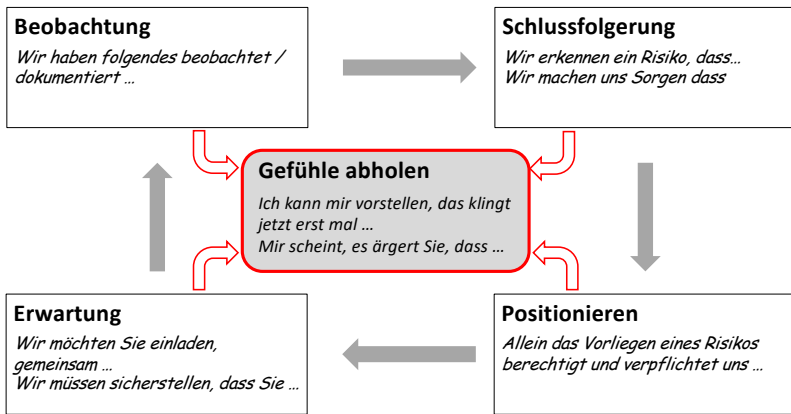 Beobachtung
Wir haben folgendes beobachtet /
dokumentiert …
Schlussfolgerung
Wir erkennen ein Risiko, dass…
Wir machen uns Sorgen dass
Gefühle abholen
Ich kann mir vorstellen, das klingt
jetzt erst mal …
Mir scheint, es ärgert Sie, dass …
Erwartung
Wir möchten Sie einladen,
gemeinsam …
Wir müssen sicherstellen, dass Sie …
Positionieren
Allein das Vorliegen eines Risikos
berechtigt und verpflichtet uns …